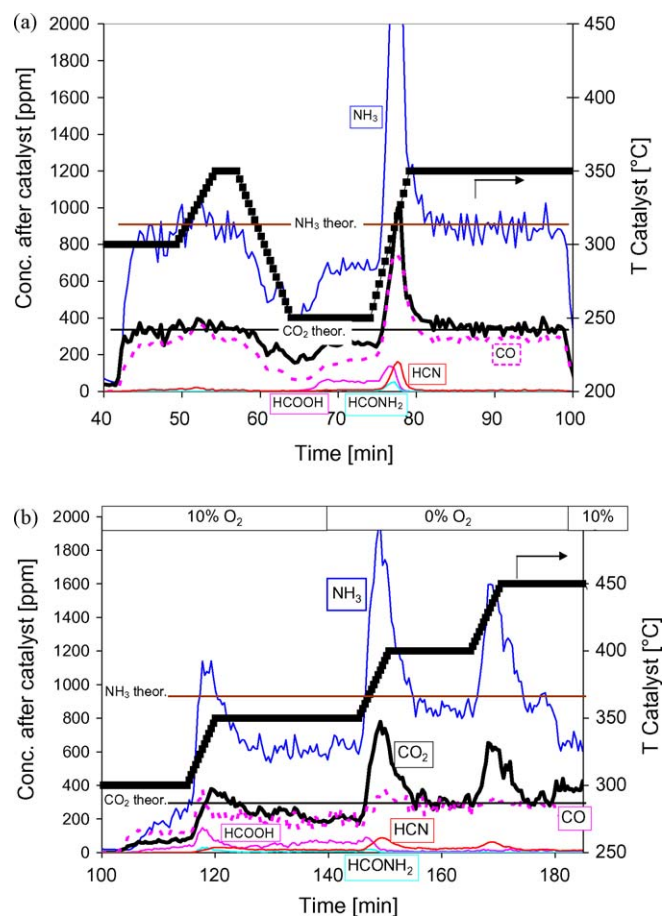 (a)
2000
1800
1600
1400
1200
1000
800
600
400
200
0
Conc. after catalyst [ppm]
NH₃
NH₃ theor.
CO₂ theor.
CO
HCN
HCOOH
HCONH₂
450
400
350
300
250
200
T Catalyst [°C]
40 50 60 70 80 90 100
Time [min]
(b)
10% O₂ 0% O₂ 10%
2000
1800
1600
1400
1200
1000
800
600
400
200
0
Conc. after catalyst [ppm]
NH₃
NH₃ theor.
CO₂
CO₂ theor.
CO
HCOOH
HCN
HCONH₂
450
400
350
300
250
T Catalyst [°C]
100 120 140 160 180
Time [min]